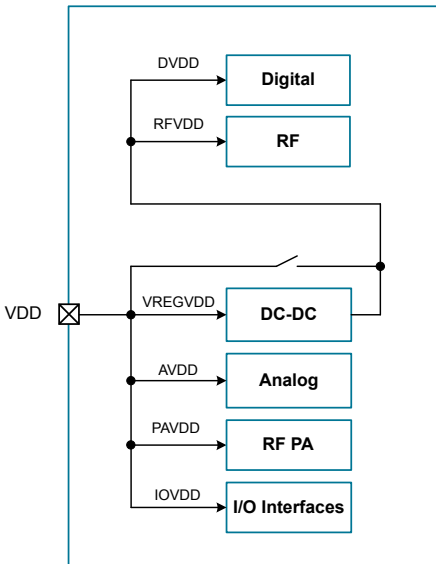 DVDD
Digital
RFVDD
RF
VDD
VREGVDD
DC-DC
AVDD
Analog
PAVDD
RF PA
IOVDD
I/O Interfaces